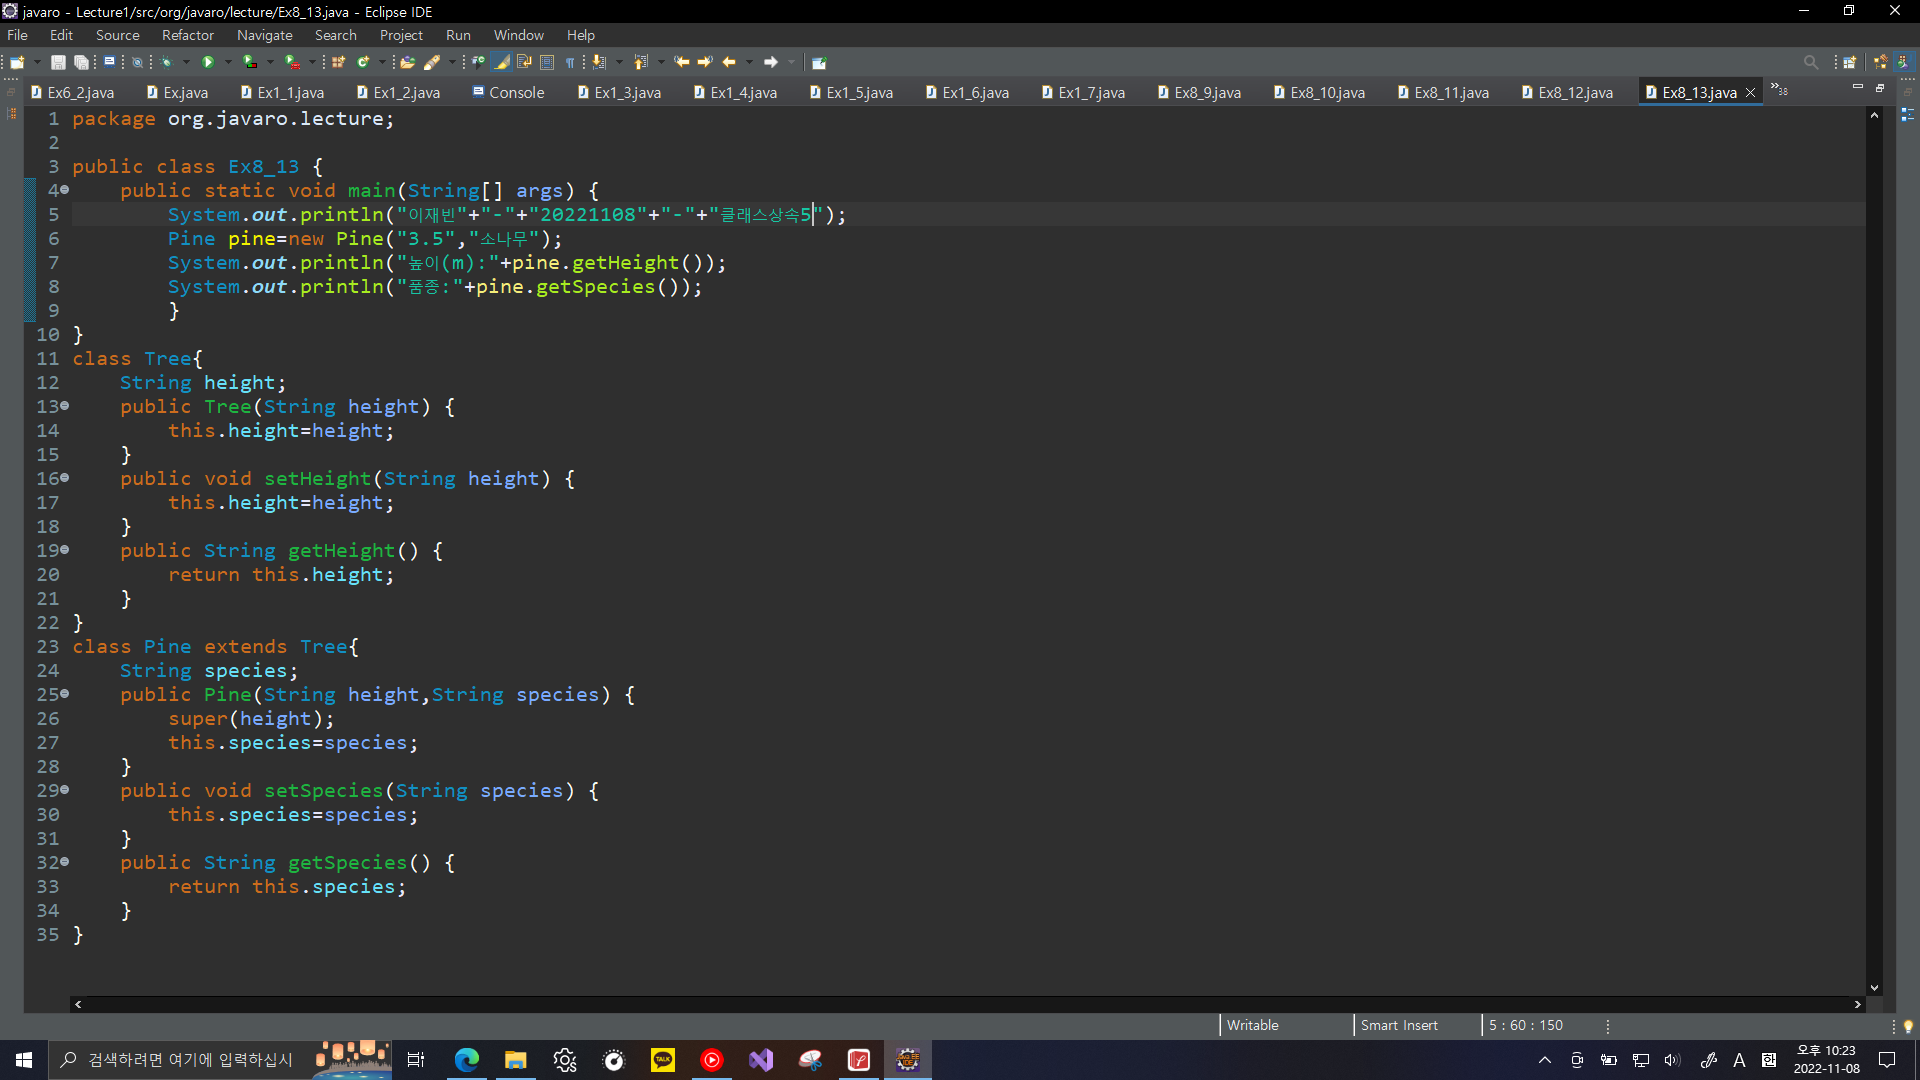 javaro - Lecture1/src/org/javaro/lecture/Ex8_13.java - Eclipse IDE
File Edit Source Refactor Navigate Search Project Run Window Help
Ex6_2.java Ex.java Ex1_1.java Ex1_2.java Console Ex1_3.java Ex1_4.java Ex1_5.java Ex1_6.java Ex1_7.java Ex8_9.java Ex8_10.java Ex8_11.java Ex8_12.java Ex8_13.java »38
1 package org.javaro.lecture;
2
3 public class Ex8_13 {
4     public static void main(String[] args) {
5         System.out.println("이재빈"+"-"+"20221108"+"-"+"클래스상속5");
6         Pine pine=new Pine("3.5","소나무");
7         System.out.println("높이(m):"+pine.getHeight());
8         System.out.println("품종:"+pine.getSpecies());
9         }
10 }
11 class Tree{
12     String height;
13     public Tree(String height) {
14         this.height=height;
15     }
16     public void setHeight(String height) {
17         this.height=height;
18     }
19     public String getHeight() {
20         return this.height;
21     }
22 }
23 class Pine extends Tree{
24     String species;
25     public Pine(String height,String species) {
26         super(height);
27         this.species=species;
28     }
29     public void setSpecies(String species) {
30         this.species=species;
31     }
32     public String getSpecies() {
33         return this.species;
34     }
35 }
Writable Smart Insert 5 : 60 : 150
검색하려면 여기에 입력하십시
TALK
JAVA EE
IDE
A
오후 10:23
2022-11-08